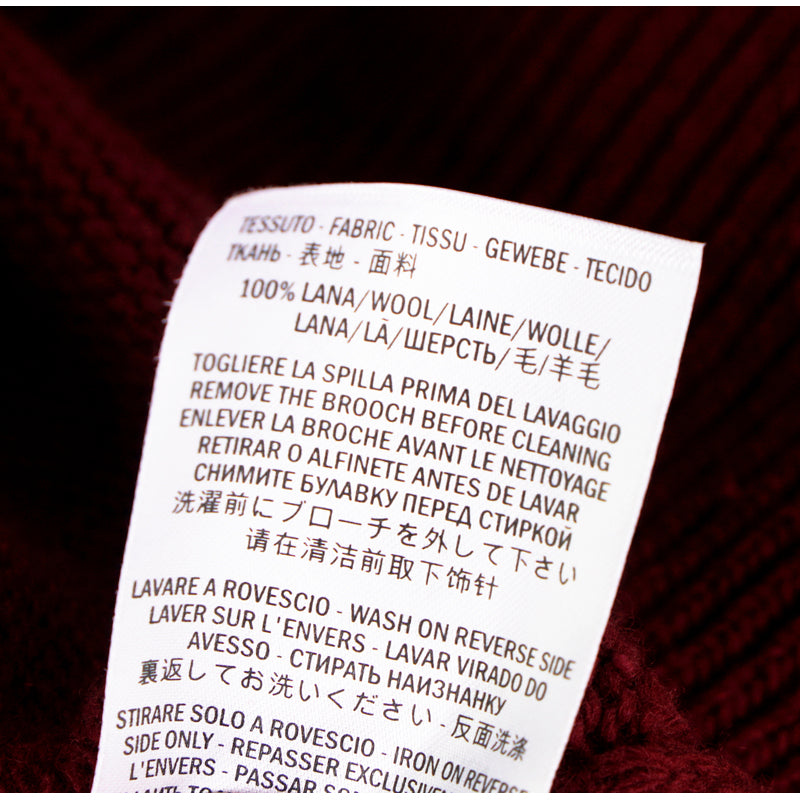 TESSUTO - FABRIC - TISSU - GEWEBE - TECIDO
ТКАНЬ - 表地 - 面料
100% LANA/WOOL/LAINE/WOLLE/
LANA/LÃ/ШЕРСТЬ/毛/羊毛
TOGLIERE LA SPILLA PRIMA DEL LAVAGGIO
REMOVE THE BROOCH BEFORE CLEANING
ENLEVER LA BROCHE AVANT LE NETTOYAGE
RETIRAR O ALFINETE ANTES DE LAVAR
СНИМИТЕ БУЛАВКУ ПЕРЕД СТИРКОЙ
洗濯前にブローチを外して下さい
请在清洁前取下饰针
LAVARE A ROVESCIO - WASH ON REVERSE SIDE
LAVER SUR L'ENVERS - LAVAR VIRADO DO
AVESSO - СТИРАТЬ НАИЗНАНКУ
裏返してお洗いください - 反面洗涤
STIRARE SOLO A ROVESCIO - IRON ON REVERSE
SIDE ONLY - REPASSER EXCLUSIVEMENT
L'ENVERS - PASSAR